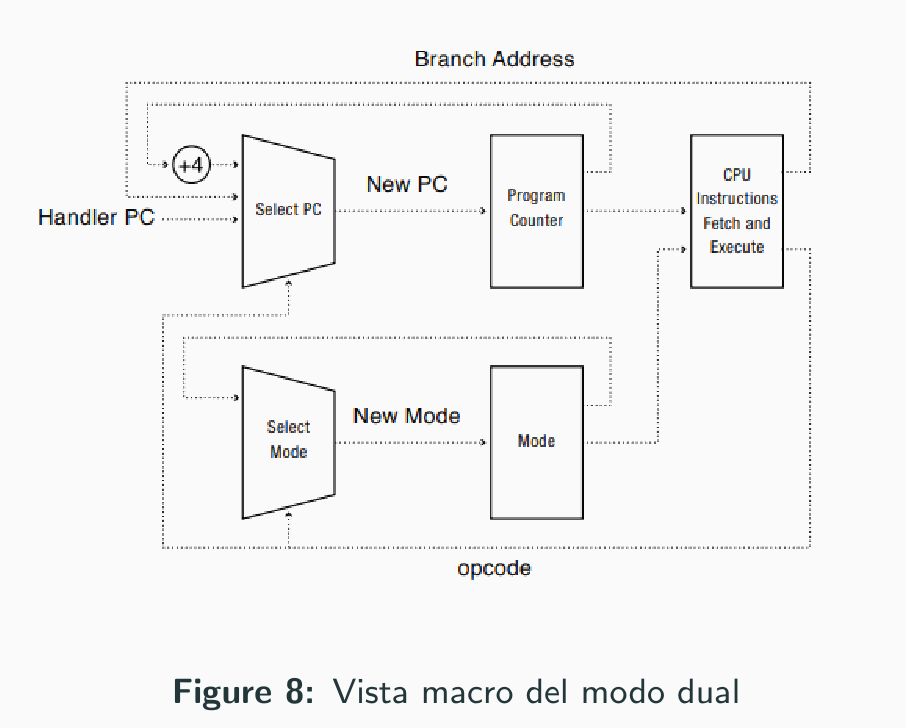 Branch Address
+4
Handler PC
Select PC
New PC
Program
Counter
CPU
Instructions
Fetch and
Execute
Select
Mode
New Mode
Mode
opcode
Figure 8: Vista macro del modo dual